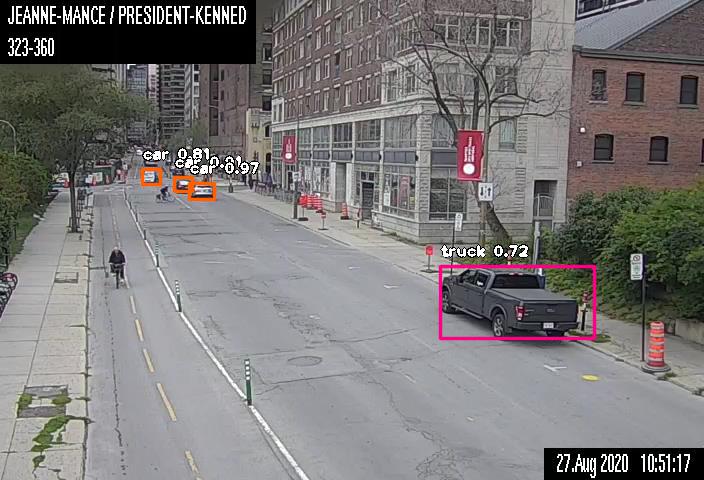 JEANNE-MANCE / PRESIDENT-KENNED
323-360
car 0.81
car 0.97
truck 0.72
27.Aug 2020 10:51:17